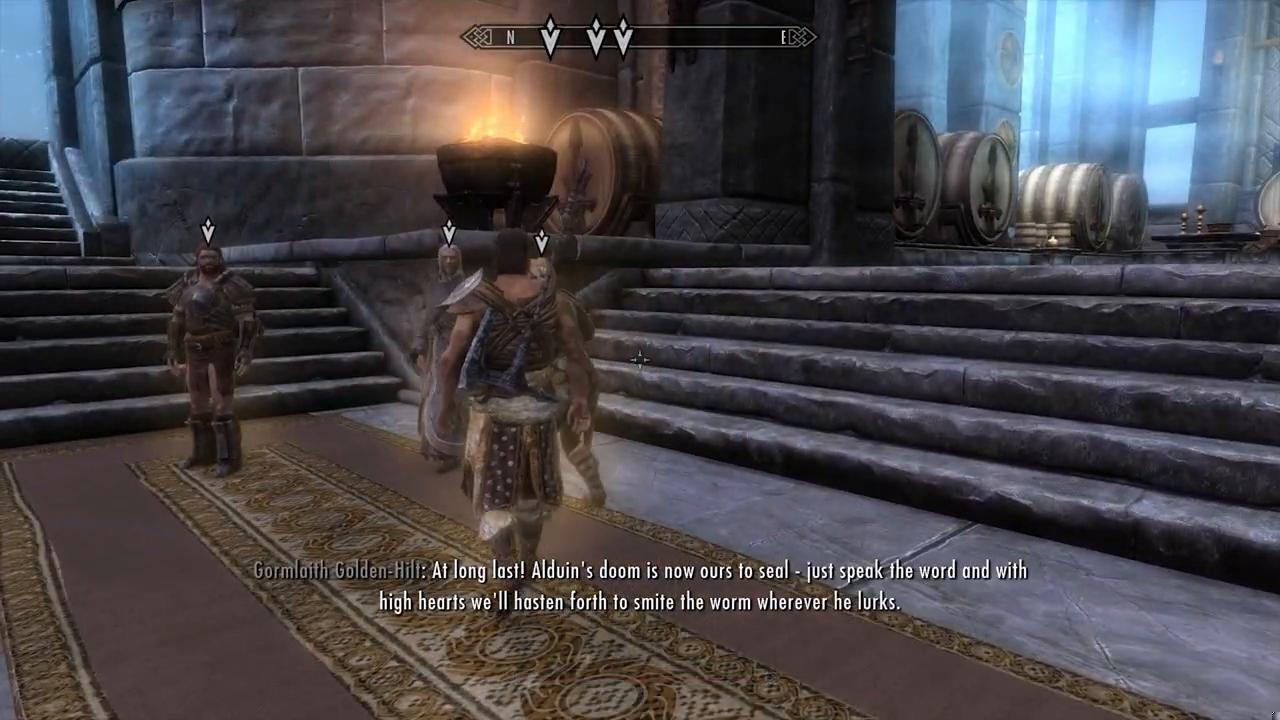 N E
Gormlaith Golden-Hilt: At long last! Alduin's doom is now ours to seal - just speak the word and with
high hearts we'll hasten forth to smite the worm wherever he lurks.